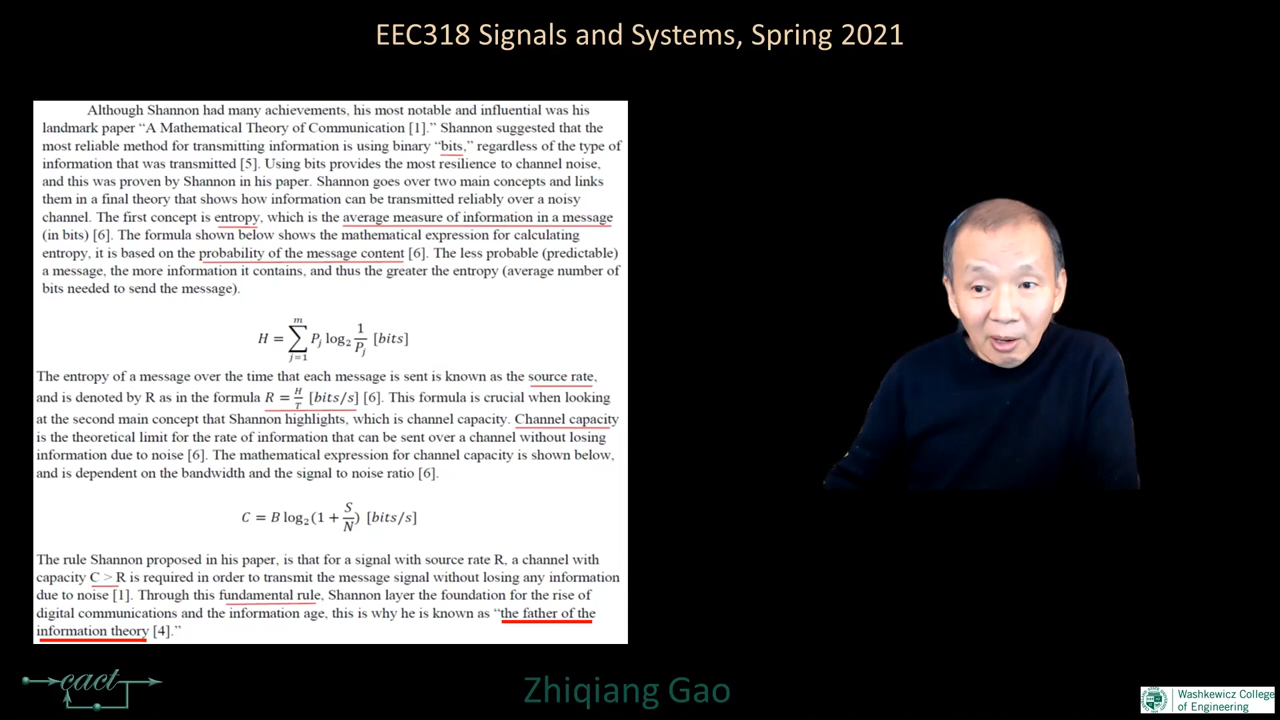 EEC318 Signals and Systems, Spring 2021
Although Shannon had many achievements, his most notable and influential was his
landmark paper “A Mathematical Theory of Communication [1].” Shannon suggested that the
most reliable method for transmitting information is using binary “bits,” regardless of the type of
information that was transmitted [5]. Using bits provides the most resilience to channel noise,
and this was proven by Shannon in his paper. Shannon goes over two main concepts and links
them in a final theory that shows how information can be transmitted reliably over a noisy
channel. The first concept is entropy, which is the average measure of information in a message
(in bits) [6]. The formula shown below shows the mathematical expression for calculating
entropy, it is based on the probability of the message content [6]. The less probable (predictable)
a message, the more information it contains, and thus the greater the entropy (average number of
bits needed to send the message).
H = ∑_{j=1}^{m} P_j log₂ 1/P_j [bits]
The entropy of a message over the time that each message is sent is known as the source rate,
and is denoted by R as in the formula R = H/T [bits/s] [6]. This formula is crucial when looking
at the second main concept that Shannon highlights, which is channel capacity. Channel capacity
is the theoretical limit for the rate of information that can be sent over a channel without losing
information due to noise [6]. The mathematical expression for channel capacity is shown below,
and is dependent on the bandwidth and the signal to noise ratio [6].
C = B log₂(1 + S/N) [bits/s]
The rule Shannon proposed in his paper, is that for a signal with source rate R, a channel with
capacity C > R is required in order to transmit the message signal without losing any information
due to noise [1]. Through this fundamental rule, Shannon layer the foundation for the rise of
digital communications and the information age, this is why he is known as “the father of the
information theory [4].”
cact
Zhiqiang Gao
Washkewicz College
of Engineering